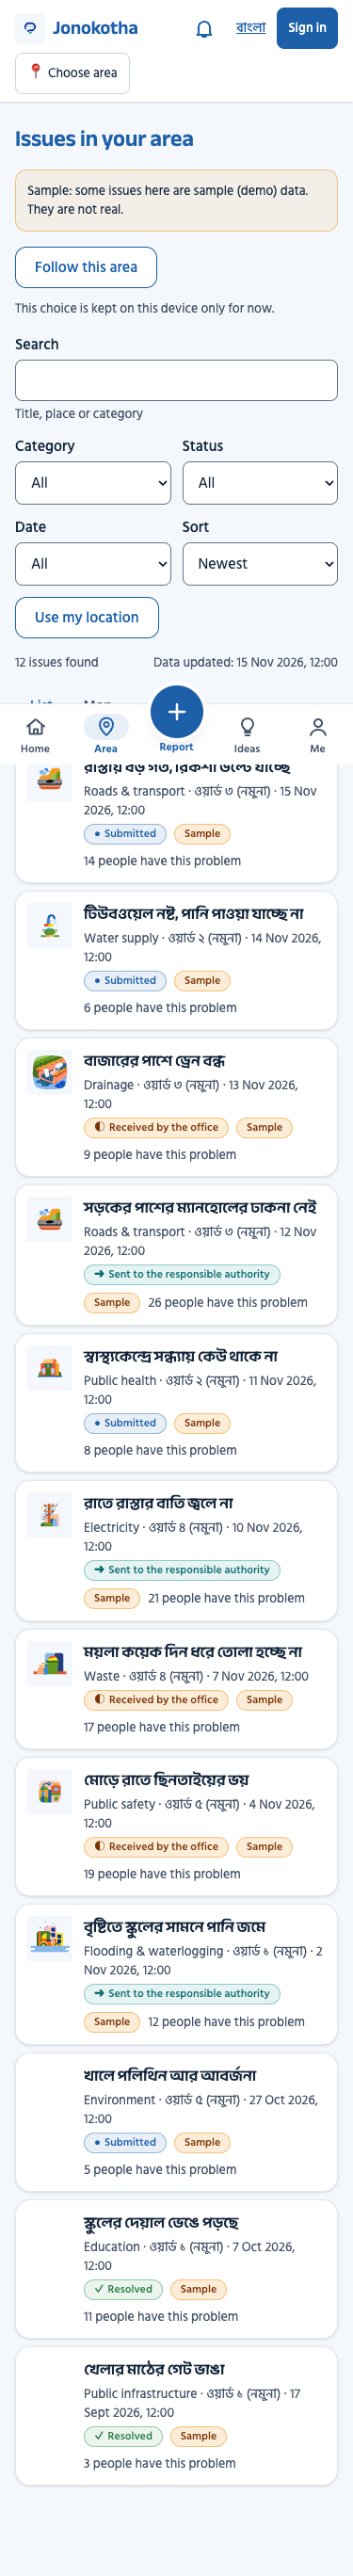 Jonokotha
বাংলা
Sign in
Choose area
Issues in your area
Sample: some issues here are sample (demo) data.
They are not real.
Follow this area
This choice is kept on this device only for now.
Search
Title, place or category
Category
Status
All
All
Date
Sort
All
Newest
Use my location
12 issues found
Data updated: 15 Nov 2026, 12:00
Home
Area
Report
Ideas
Me
রাস্তায় বড় গর্ত, রিকশা উল্টে যাচ্ছে
Roads & transport · ওয়ার্ড ৩ (নমুনা) · 15 Nov
2026, 12:00
Submitted
Sample
14 people have this problem
টিউবওয়েল নষ্ট, পানি পাওয়া যাচ্ছে না
Water supply · ওয়ার্ড ২ (নমুনা) · 14 Nov 2026,
12:00
Submitted
Sample
6 people have this problem
বাজারের পাশে ড্রেন বন্ধ
Drainage · ওয়ার্ড ৩ (নমুনা) · 13 Nov 2026,
12:00
Received by the office
Sample
9 people have this problem
সড়কের পাশের ম্যানহোলের ঢাকনা নেই
Roads & transport · ওয়ার্ড ৩ (নমুনা) · 12 Nov
2026, 12:00
Sent to the responsible authority
Sample
26 people have this problem
স্বাস্থ্যকেন্দ্রে সন্ধ্যায় কেউ থাকে না
Public health · ওয়ার্ড ২ (নমুনা) · 11 Nov 2026,
12:00
Submitted
Sample
8 people have this problem
রাতে রাস্তার বাতি জ্বলে না
Electricity · ওয়ার্ড ৪ (নমুনা) · 10 Nov 2026,
12:00
Sent to the responsible authority
Sample
21 people have this problem
ময়লা কয়েক দিন ধরে তোলা হচ্ছে না
Waste · ওয়ার্ড ৪ (নমুনা) · 7 Nov 2026, 12:00
Received by the office
Sample
17 people have this problem
মোড়ে রাতে ছিনতাইয়ের ভয়
Public safety · ওয়ার্ড ৫ (নমুনা) · 4 Nov 2026,
12:00
Received by the office
Sample
19 people have this problem
বৃষ্টিতে স্কুলের সামনে পানি জমে
Flooding & waterlogging · ওয়ার্ড ১ (নমুনা) · 2
Nov 2026, 12:00
Sent to the responsible authority
Sample
12 people have this problem
খালে পলিথিন আর আবর্জনা
Environment · ওয়ার্ড ৫ (নমুনা) · 27 Oct 2026,
12:00
Submitted
Sample
5 people have this problem
স্কুলের দেয়াল ভেঙে পড়ছে
Education · ওয়ার্ড ১ (নমুনা) · 7 Oct 2026,
12:00
Resolved
Sample
11 people have this problem
খেলার মাঠের গেট ভাঙা
Public infrastructure · ওয়ার্ড ১ (নমুনা) · 17
Sept 2026, 12:00
Resolved
Sample
3 people have this problem